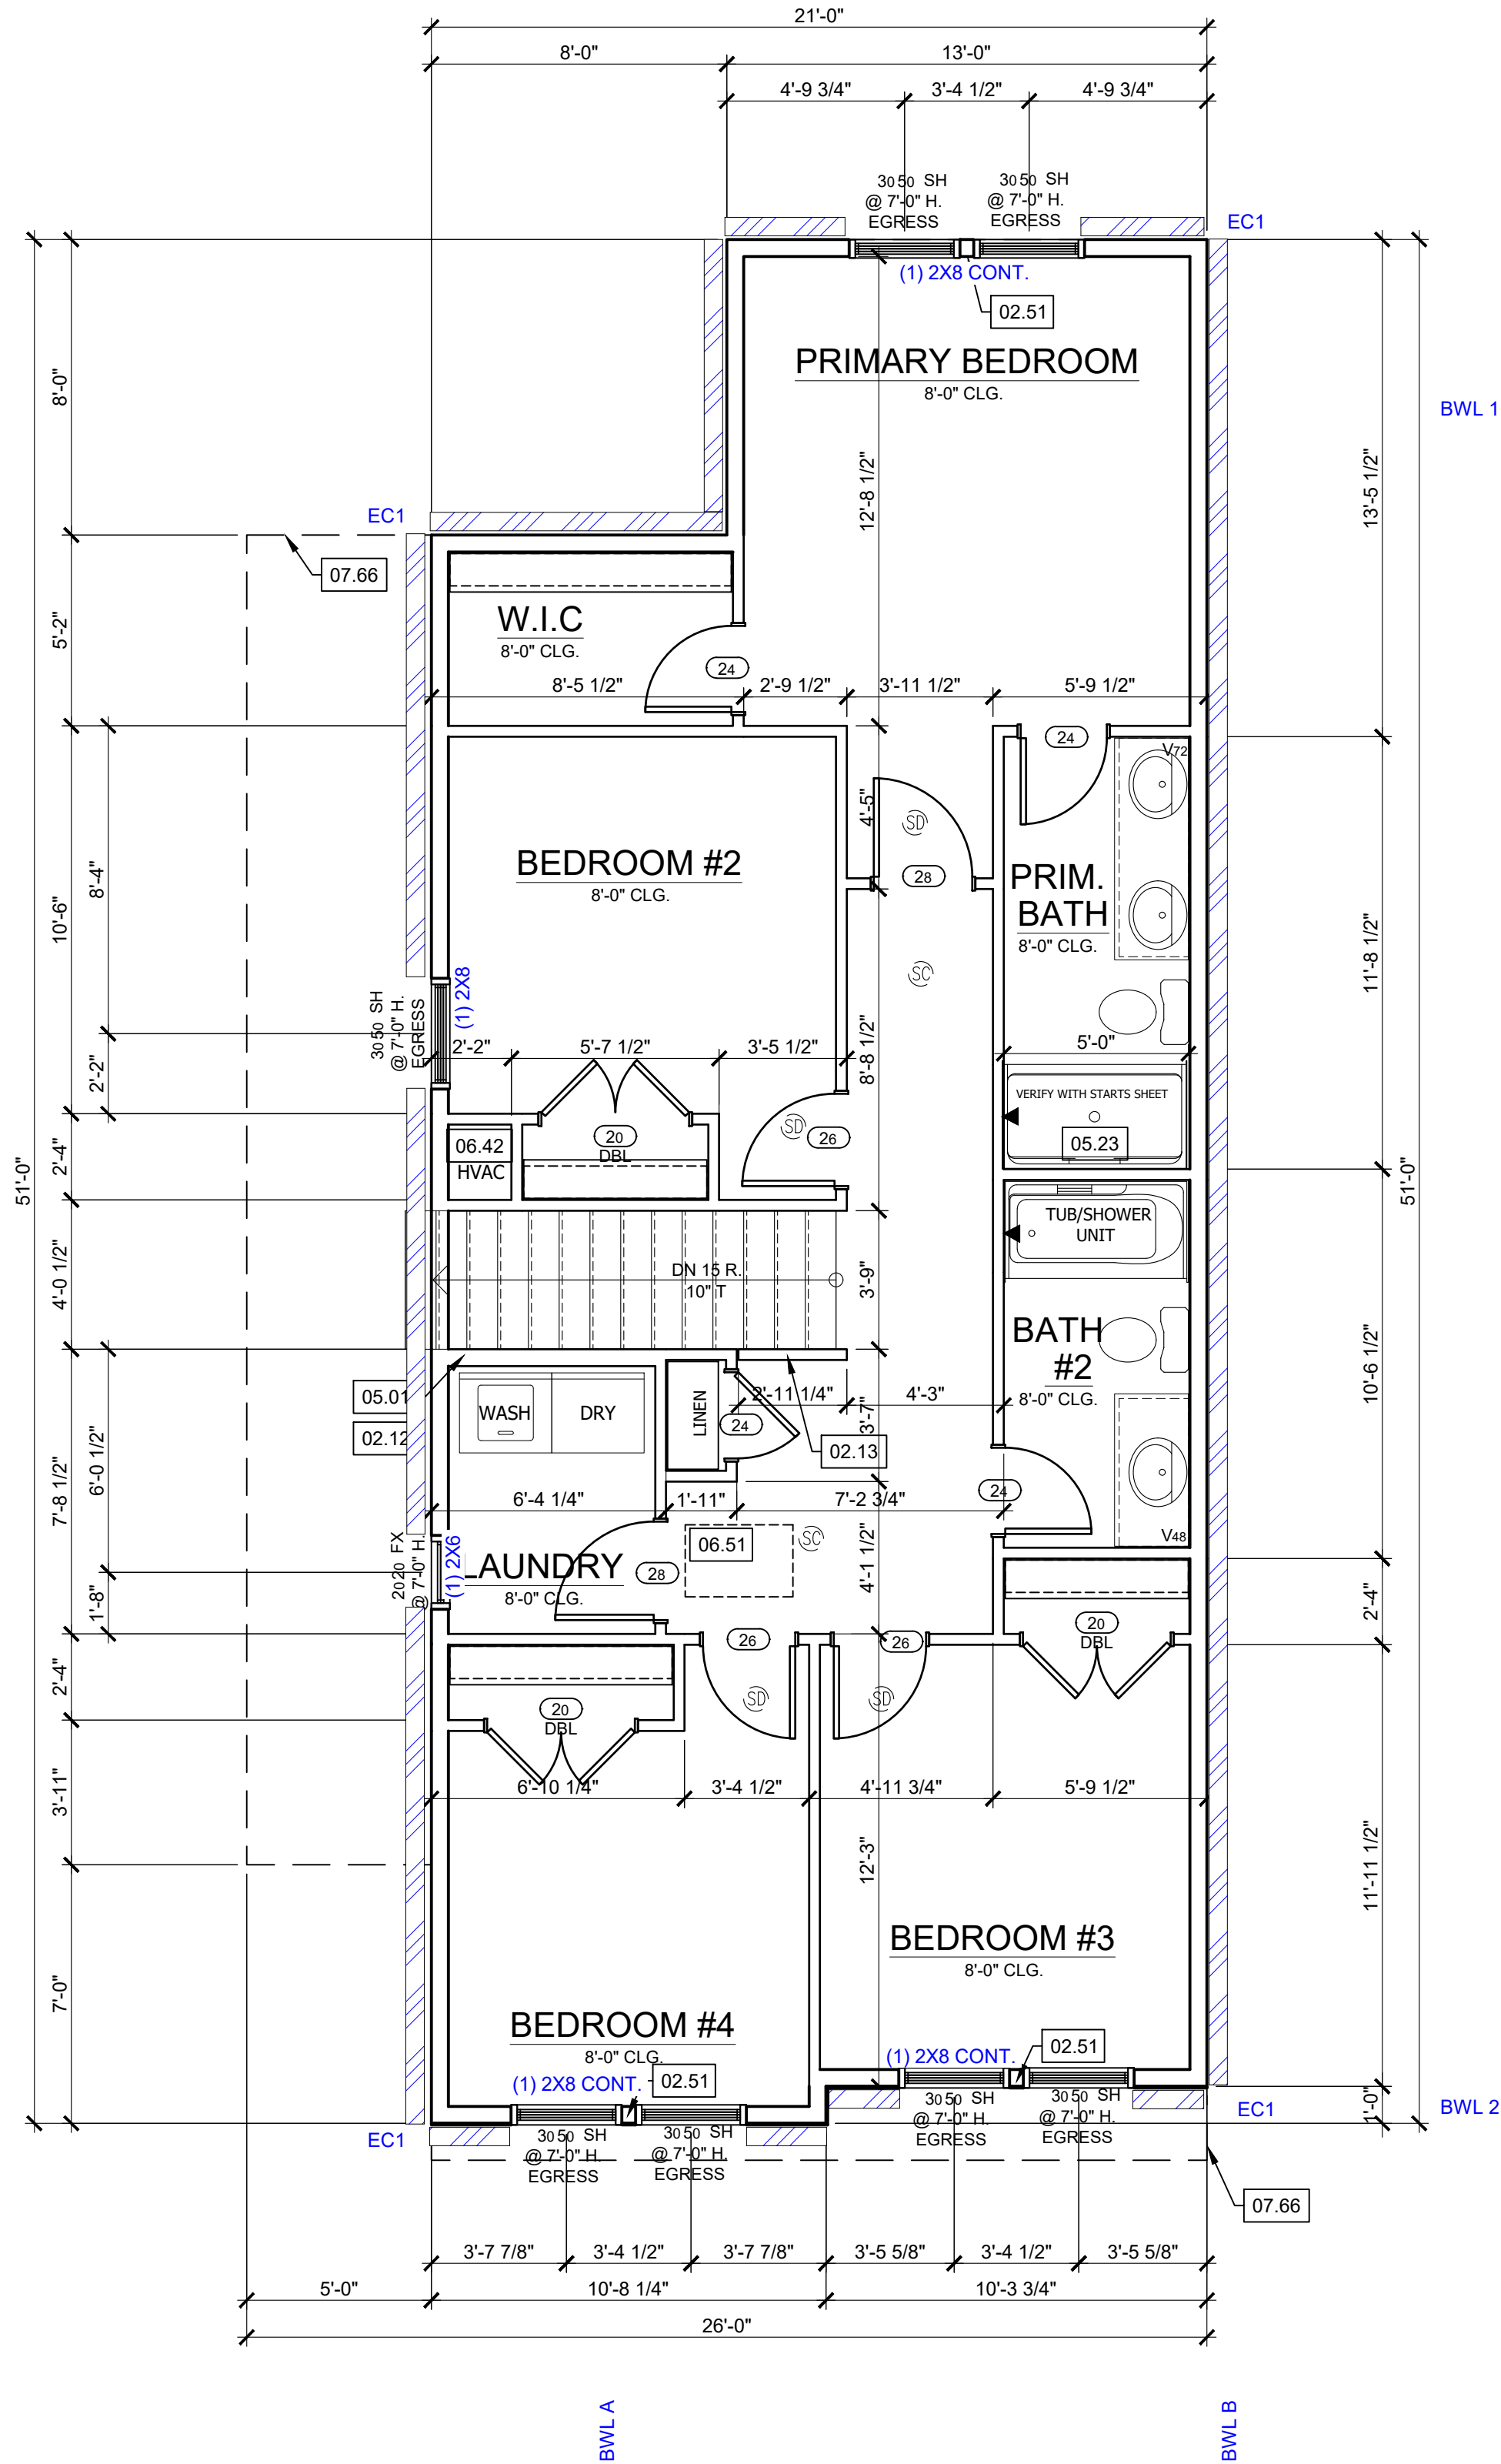 21'-0"
8'-0"
13'-0"
4'-9 3/4"
3'-4 1/2"
4'-9 3/4"
3050 SH
@ 7'-0" H.
EGRESS
3050 SH
@ 7'-0" H.
EGRESS
EC1
(1) 2X8 CONT.
02.51
PRIMARY BEDROOM
8'-0" CLG.
8'-0"
BWL 1
12'-8 1/2"
13'-5 1/2"
EC1
07.66
W.I.C
8'-0" CLG.
5'-2"
24
8'-5 1/2"
2'-9 1/2"
3'-11 1/2"
5'-9 1/2"
24
V72
4'-5"
SD
BEDROOM #2
8'-0" CLG.
28
PRIM.
BATH
8'-0" CLG.
8'-4"
10'-6"
11'-8 1/2"
SC
3050 SH
@ 7'-0" H.
EGRESS
(1) 2X8
2'-2"
5'-7 1/2"
3'-5 1/2"
8'-8 1/2"
5'-0"
2'-2"
VERIFY WITH STARTS SHEET
05.23
SD
26
20
DBL
06.42
HVAC
2'-4"
51'-0"
51'-0"
TUB/SHOWER
UNIT
DN 15 R.
10" T
3'-9"
4'-0 1/2"
BATH
#2
8'-0" CLG.
10'-6 1/2"
05.01
02.12
WASH
DRY
LINEN
24
2'-11 1/4"
4'-3"
3'-7"
02.13
6'-0 1/2"
7'-8 1/2"
6'-4 1/4"
1'-11"
7'-2 3/4"
24
V48
06.51
SC
2020 FX
@ 7'-0" H.
(1) 2X6
LAUNDRY
8'-0" CLG.
28
4'-1 1/2"
1'-8"
2'-4"
26
26
20
DBL
SD
SD
2'-4"
20
DBL
6'-10 1/4"
3'-4 1/2"
4'-11 3/4"
5'-9 1/2"
3'-11"
12'-3"
11'-11 1/2"
BEDROOM #3
8'-0" CLG.
7'-0"
BEDROOM #4
8'-0" CLG.
(1) 2X8 CONT.
02.51
(1) 2X8 CONT.
02.51
3050 SH
@ 7'-0" H.
EGRESS
3050 SH
@ 7'-0" H.
EGRESS
1'-0"
EC1
BWL 2
EC1
3050 SH
@ 7'-0" H.
EGRESS
3050 SH
@ 7'-0" H.
EGRESS
07.66
3'-7 7/8"
3'-4 1/2"
3'-7 7/8"
3'-5 5/8"
3'-4 1/2"
3'-5 5/8"
5'-0"
10'-8 1/4"
10'-3 3/4"
26'-0"
BWL A
BWL B